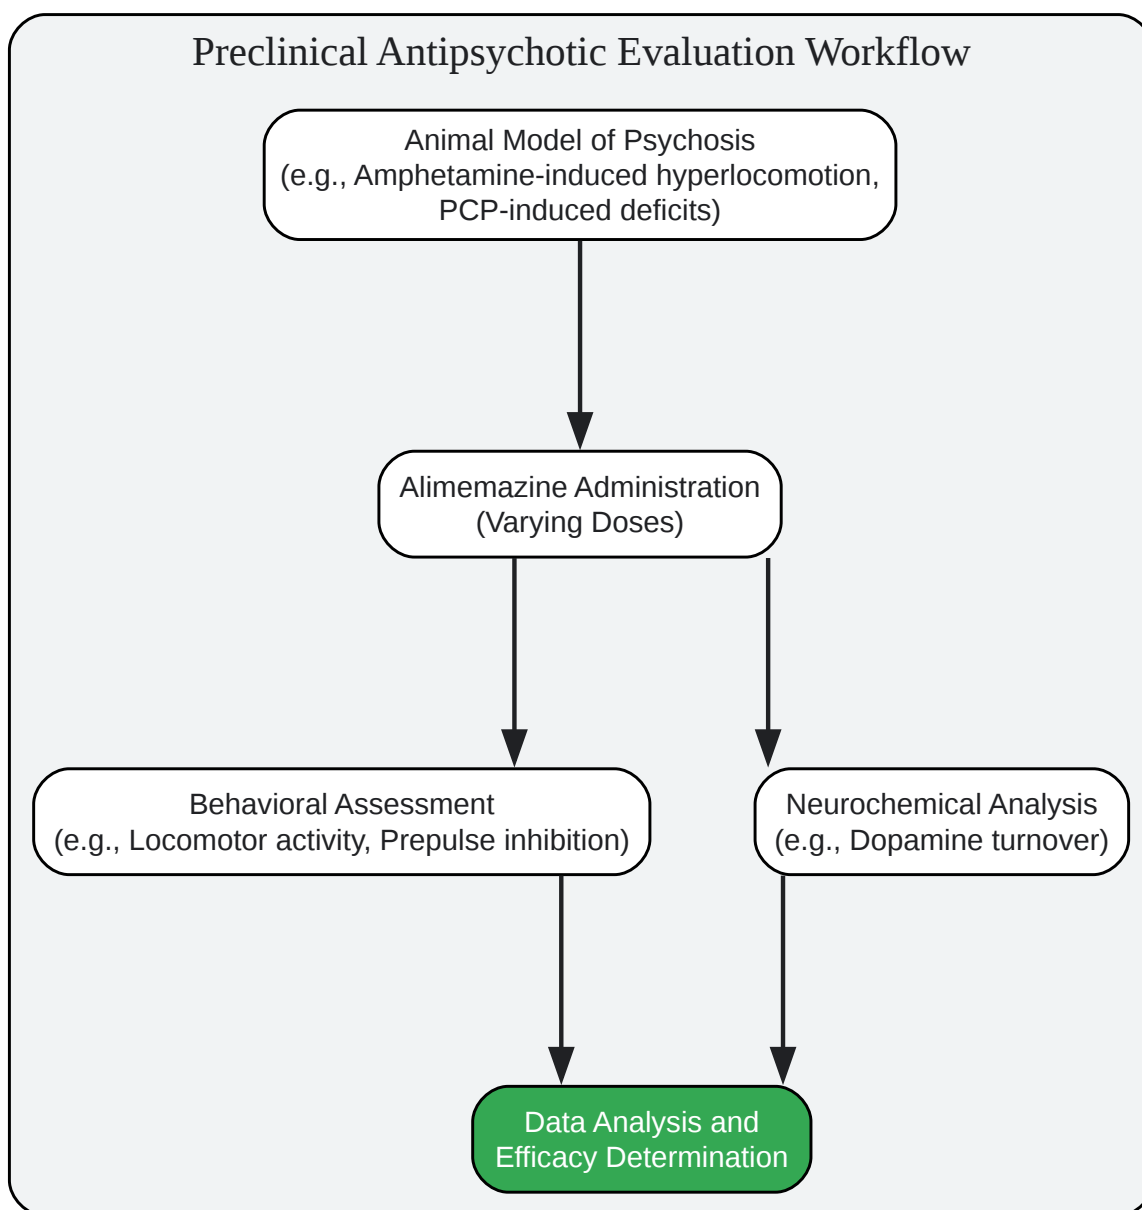 Preclinical Antipsychotic Evaluation Workflow
Animal Model of Psychosis
(e.g., Amphetamine-induced hyperlocomotion,
PCP-induced deficits)
Alimemazine Administration
(Varying Doses)
Behavioral Assessment
(e.g., Locomotor activity, Prepulse inhibition)
Neurochemical Analysis
(e.g., Dopamine turnover)
Data Analysis and
Efficacy Determination